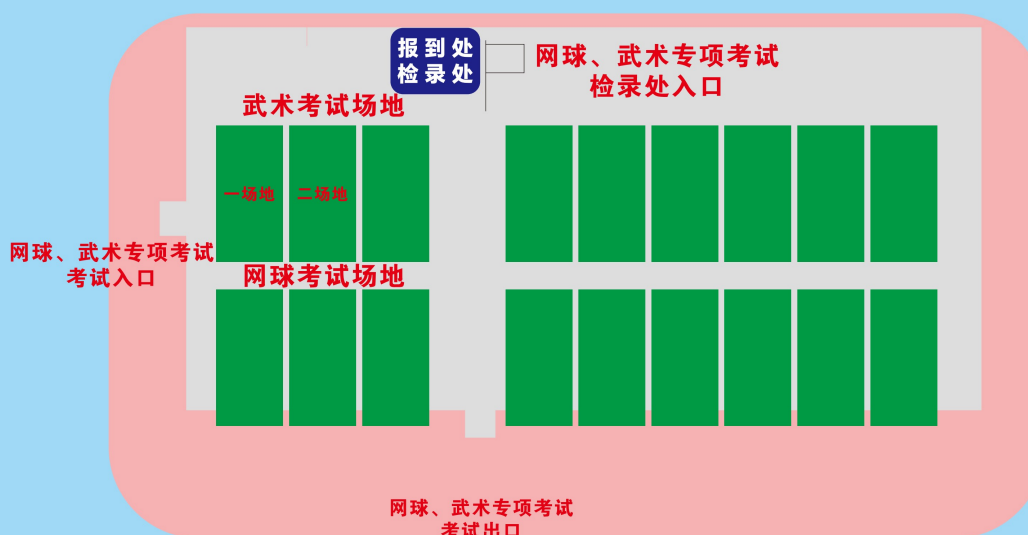 报到处
检录处
网球、武术专项考试
检录处入口
武术考试场地
一场地
二场地
网球、武术专项考试
考试入口
网球考试场地
网球、武术专项考试
考试出口